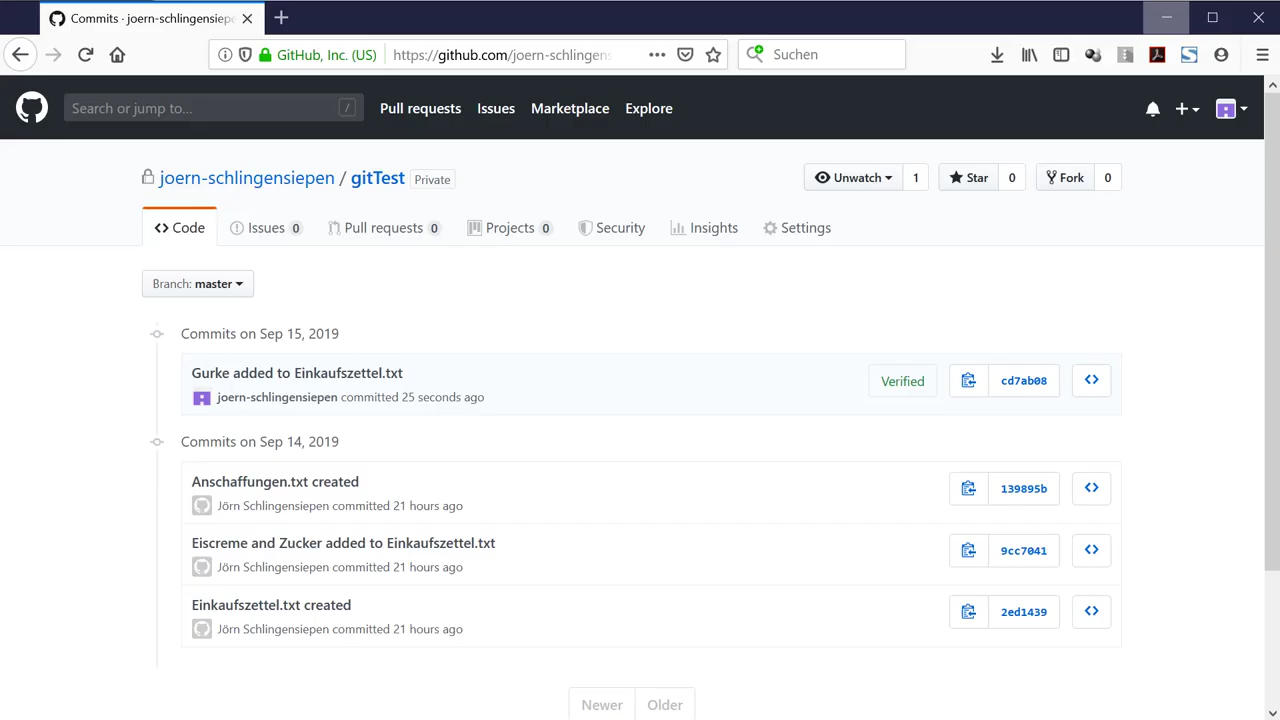 Commits · joern-schlingensiepe
GitHub, Inc. (US) https://github.com/joern-schlingens Suchen
Search or jump to... / Pull requests Issues Marketplace Explore
joern-schlingensiepen / gitTest Private Unwatch 1 Star 0 Fork 0
Code Issues 0 Pull requests 0 Projects 0 Security Insights Settings
Branch: master
Commits on Sep 15, 2019
Gurke added to Einkaufszettel.txt
joern-schlingensiepen committed 25 seconds ago
Verified cd7ab08
Commits on Sep 14, 2019
Anschaffungen.txt created
Jörn Schlingensiepen committed 21 hours ago
139895b
Eiscreme and Zucker added to Einkaufszettel.txt
Jörn Schlingensiepen committed 21 hours ago
9cc7041
Einkaufszettel.txt created
Jörn Schlingensiepen committed 21 hours ago
2ed1439
Newer Older